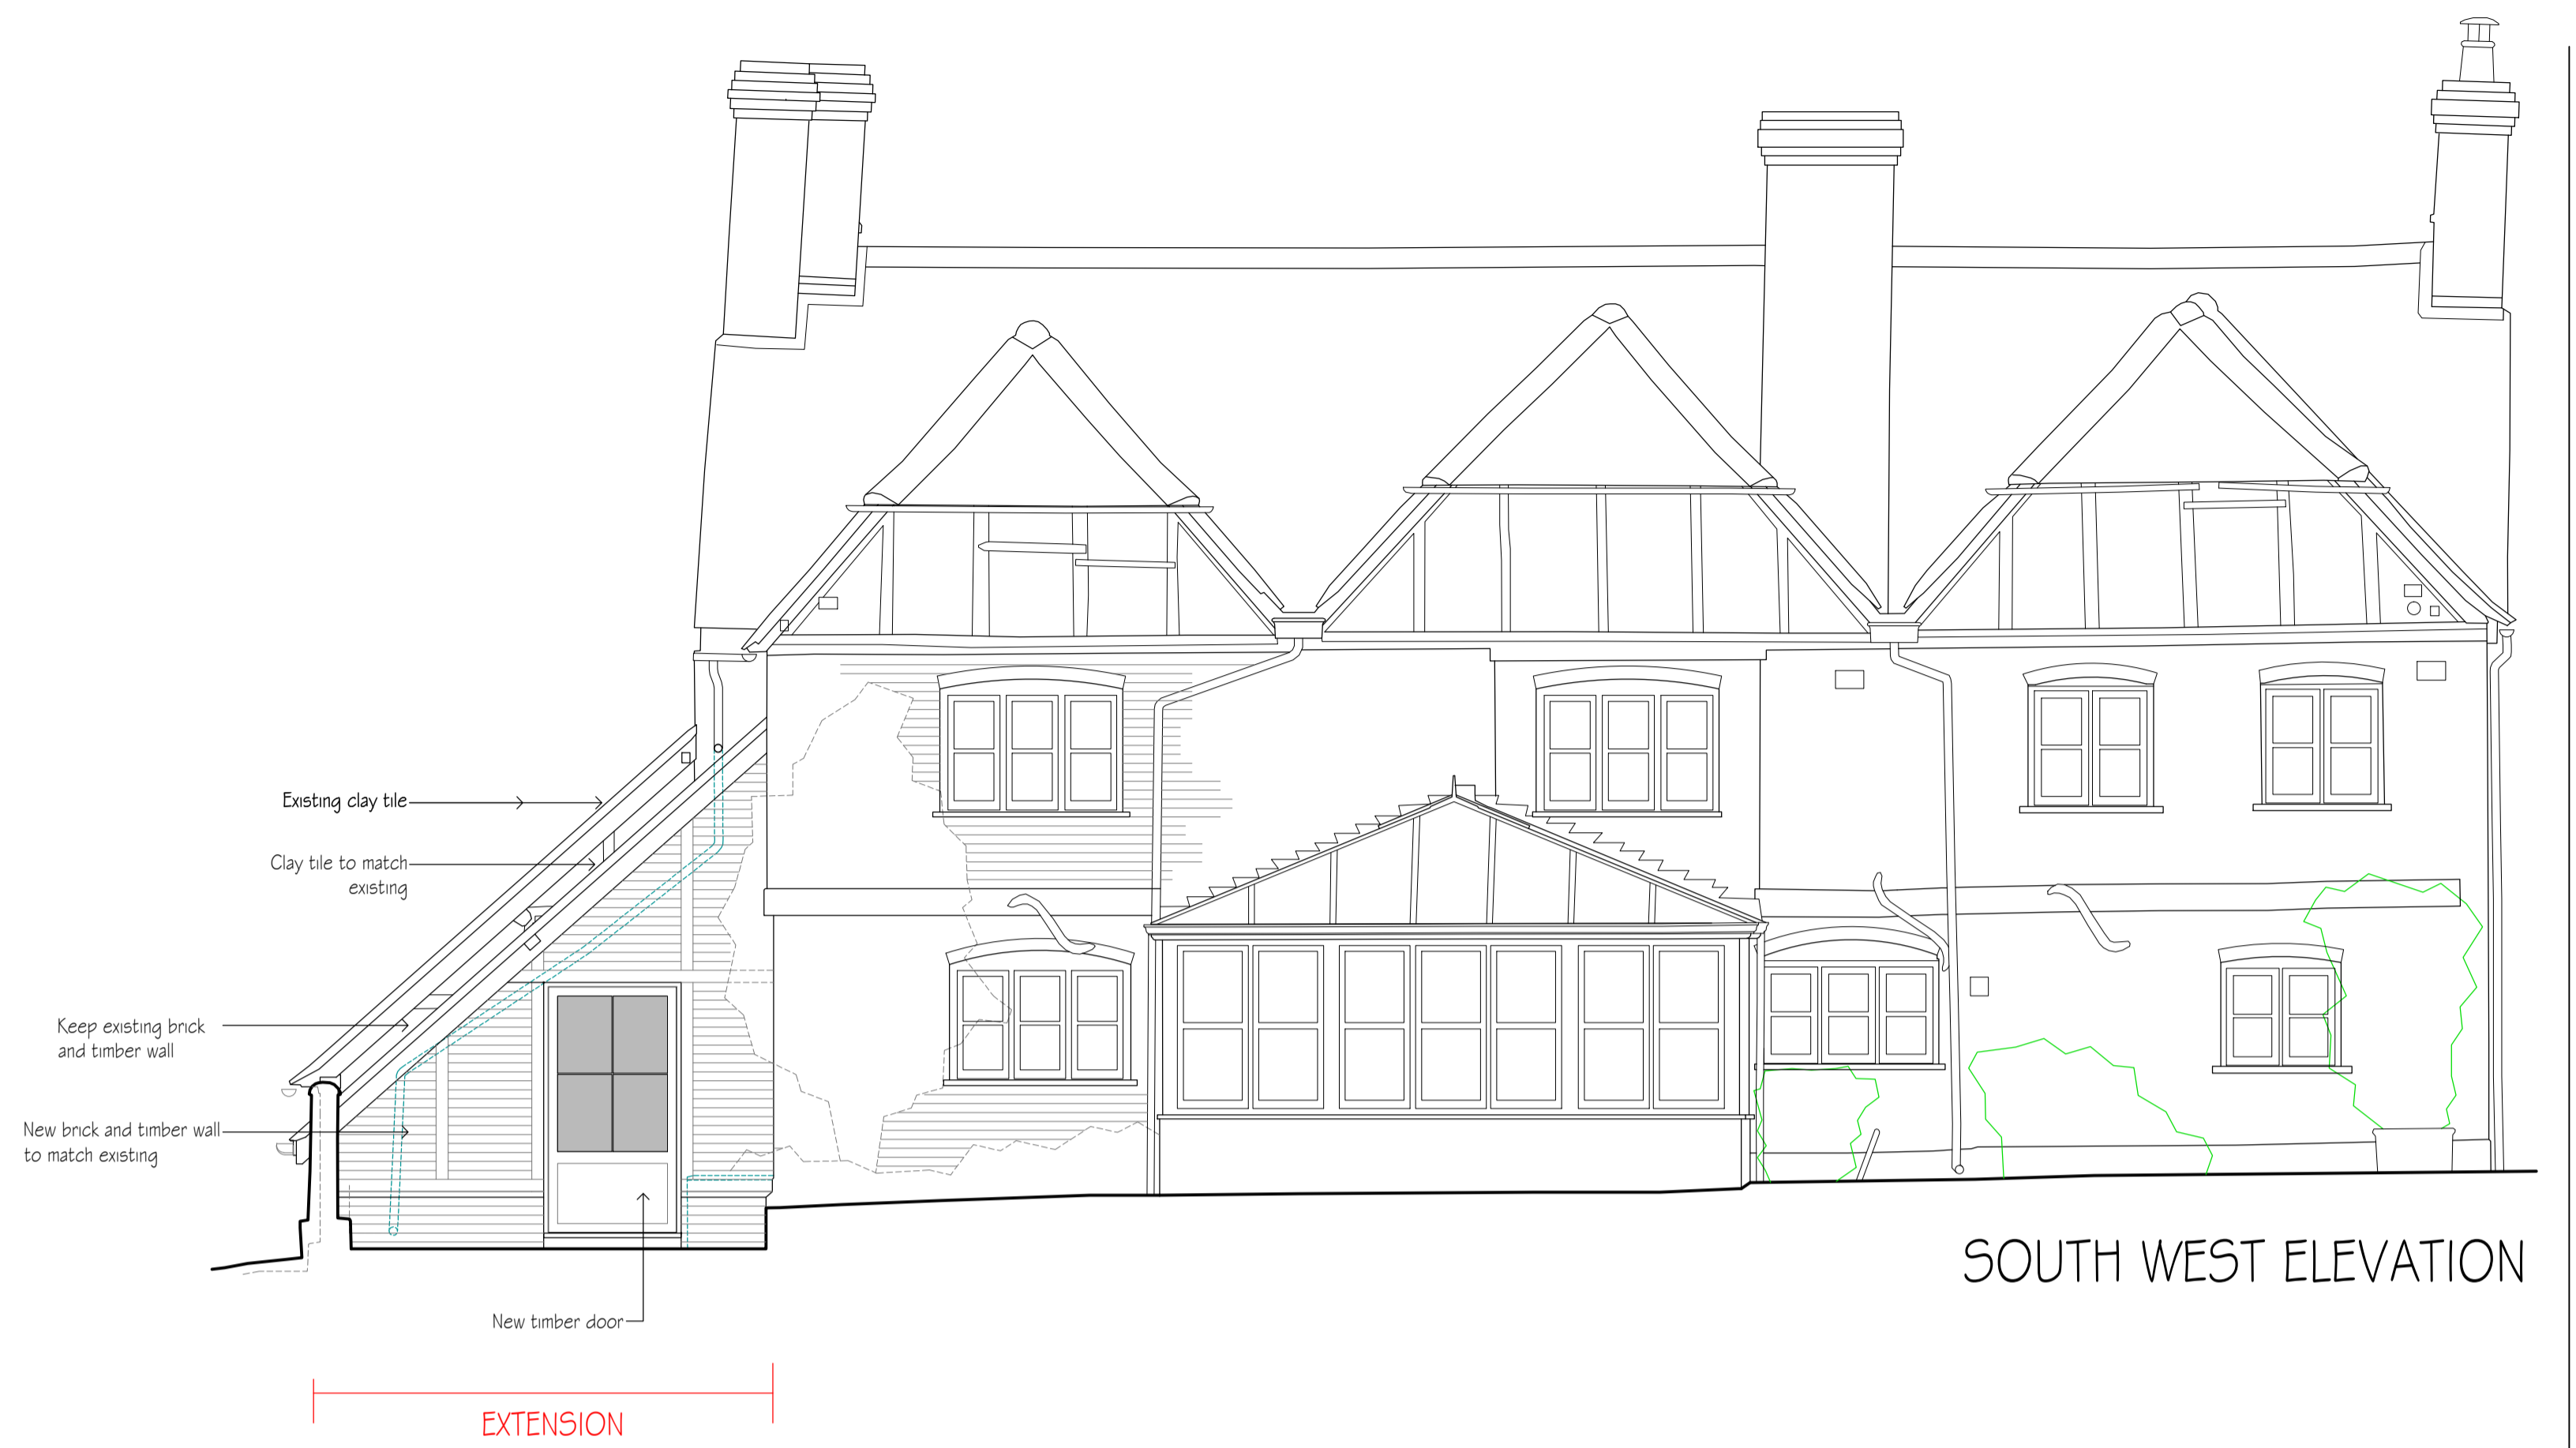 Existing clay tile
Clay tile to match
existing
Keep existing brick
and timber wall
New brick and timber wall
to match existing
New timber door
SOUTH WEST ELEVATION
EXTENSION